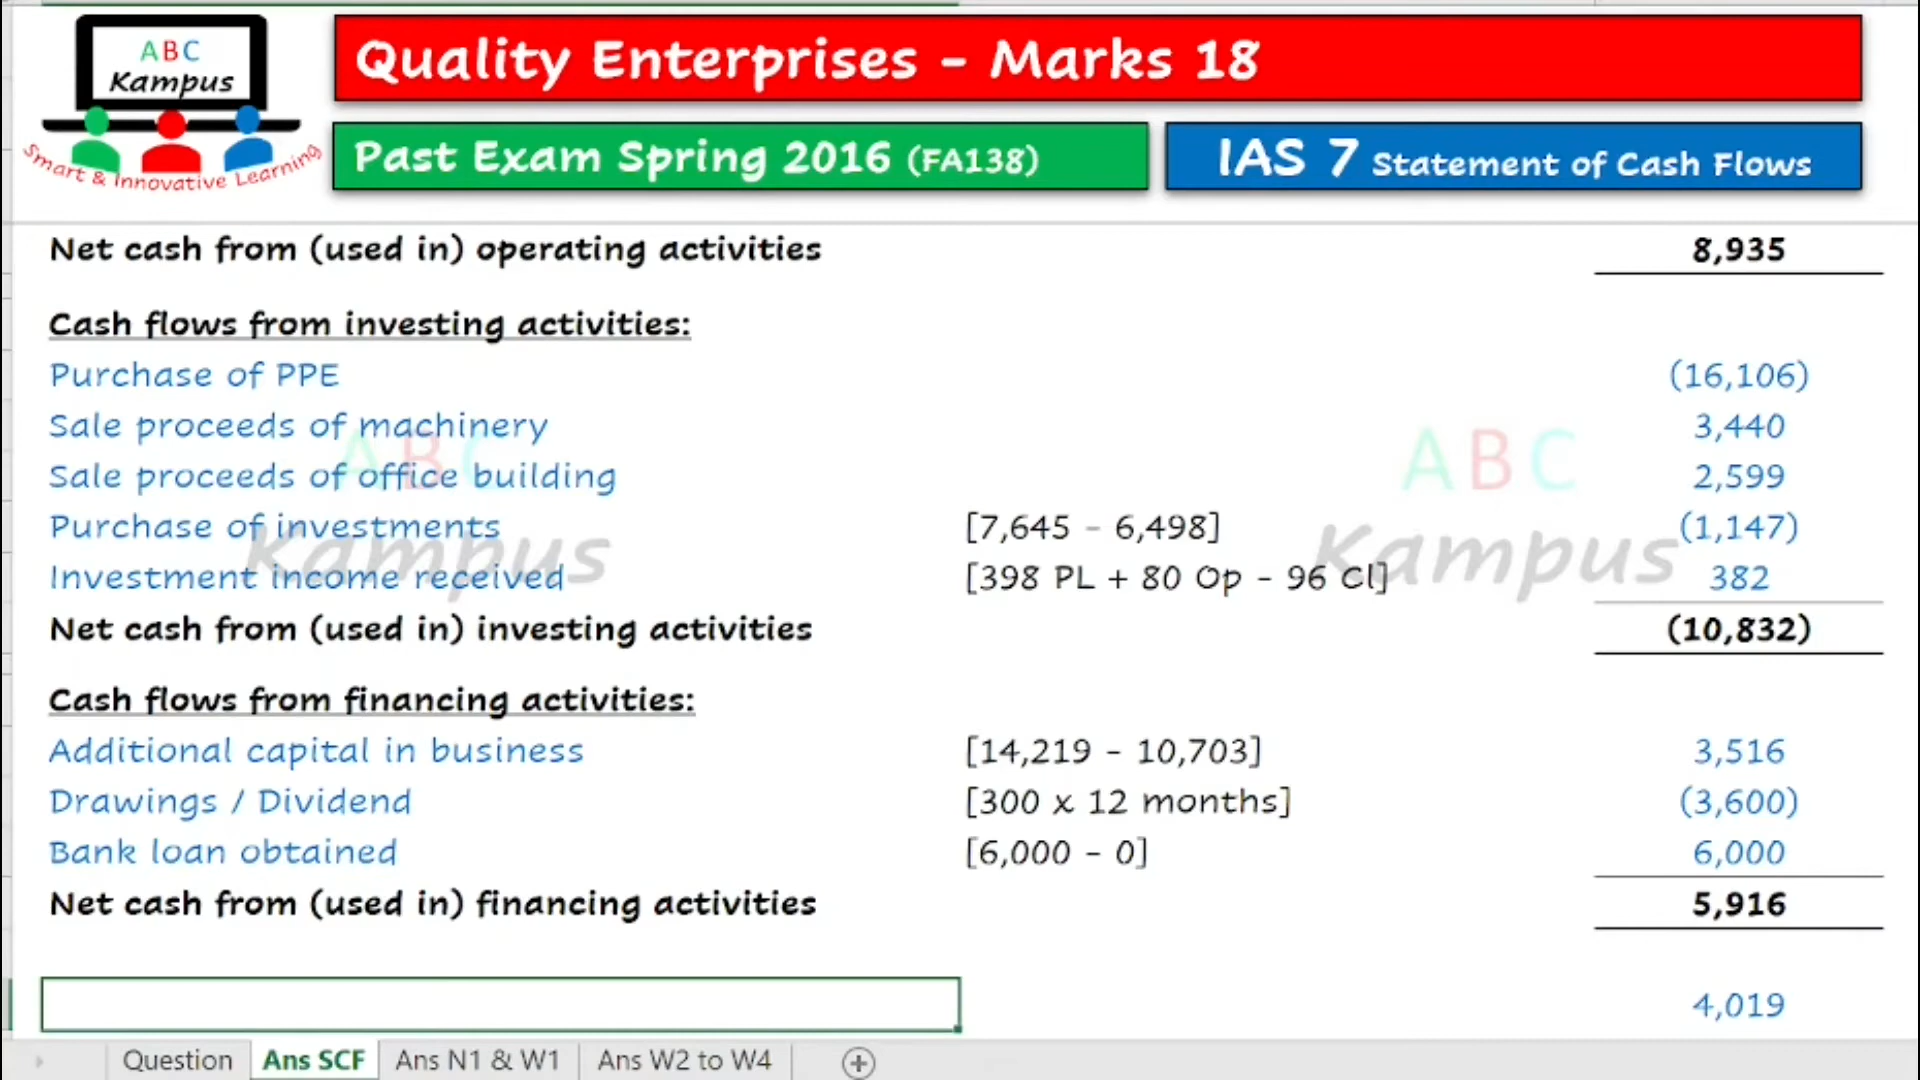 ABC
Kampus
Smart & Innovative Learning
Quality Enterprises - Marks 18
Past Exam Spring 2016 (FA138)
IAS 7 Statement of Cash Flows
Net cash from (used in) operating activities 8,935
Cash flows from investing activities:
Purchase of PPE (16,106)
Sale proceeds of machinery 3,440
Sale proceeds of office building 2,599
Purchase of investments [7,645 - 6,498] (1,147)
Investment income received [398 PL + 80 Op - 96 Cl] 382
Net cash from (used in) investing activities (10,832)
Cash flows from financing activities:
Additional capital in business [14,219 - 10,703] 3,516
Drawings / Dividend [300 x 12 months] (3,600)
Bank loan obtained [6,000 - 0] 6,000
Net cash from (used in) financing activities 5,916
4,019
ABC
Kampus
ABC
Kampus
Question Ans SCF Ans N1 & W1 Ans W2 to W4